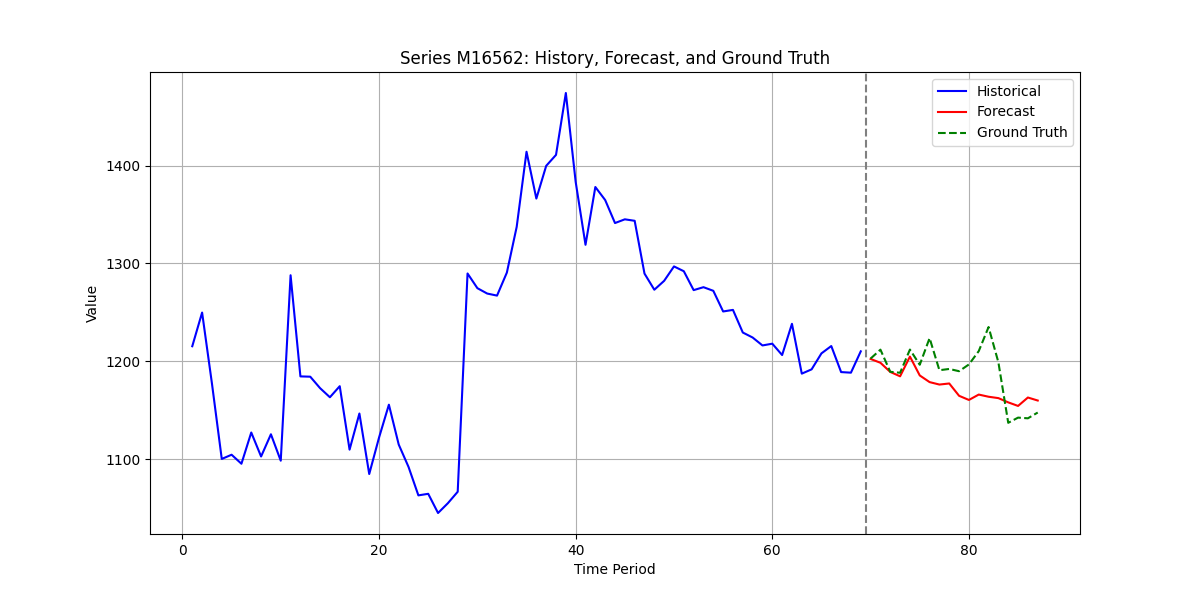 Series M16562: History, Forecast, and Ground Truth
Historical
Forecast
Ground Truth
Value
1400
1300
1200
1100
0 20 40 60 80
Time Period